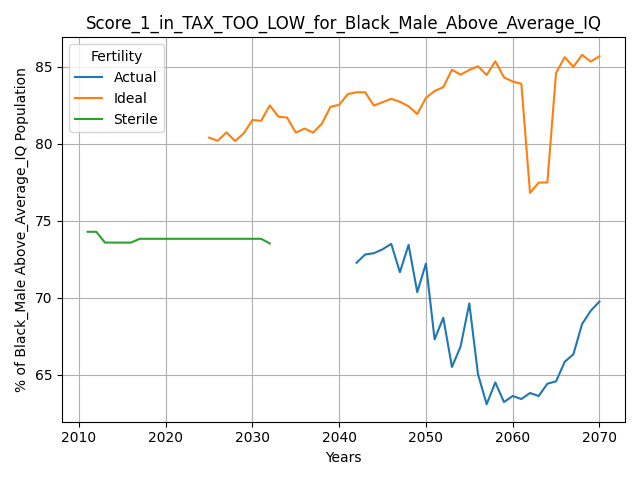 Score_1_in_TAX_TOO_LOW_for_Black_Male_Above_Average_IQ
Fertility
Actual
Ideal
Sterile
% of Black_Male Above_Average_IQ Population
85
80
75
70
65
2010 2020 2030 2040 2050 2060 2070
Years